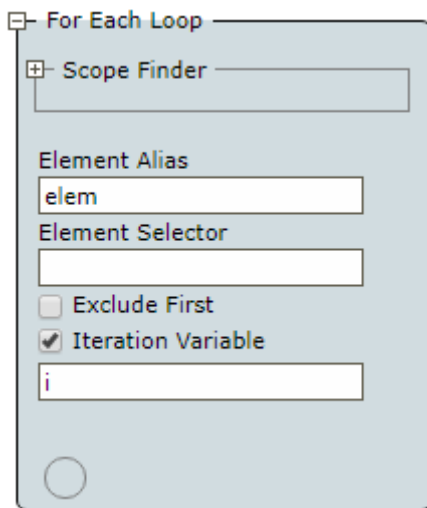 For Each Loop
Scope Finder
Element Alias
elem
Element Selector
Exclude First
Iteration Variable
i